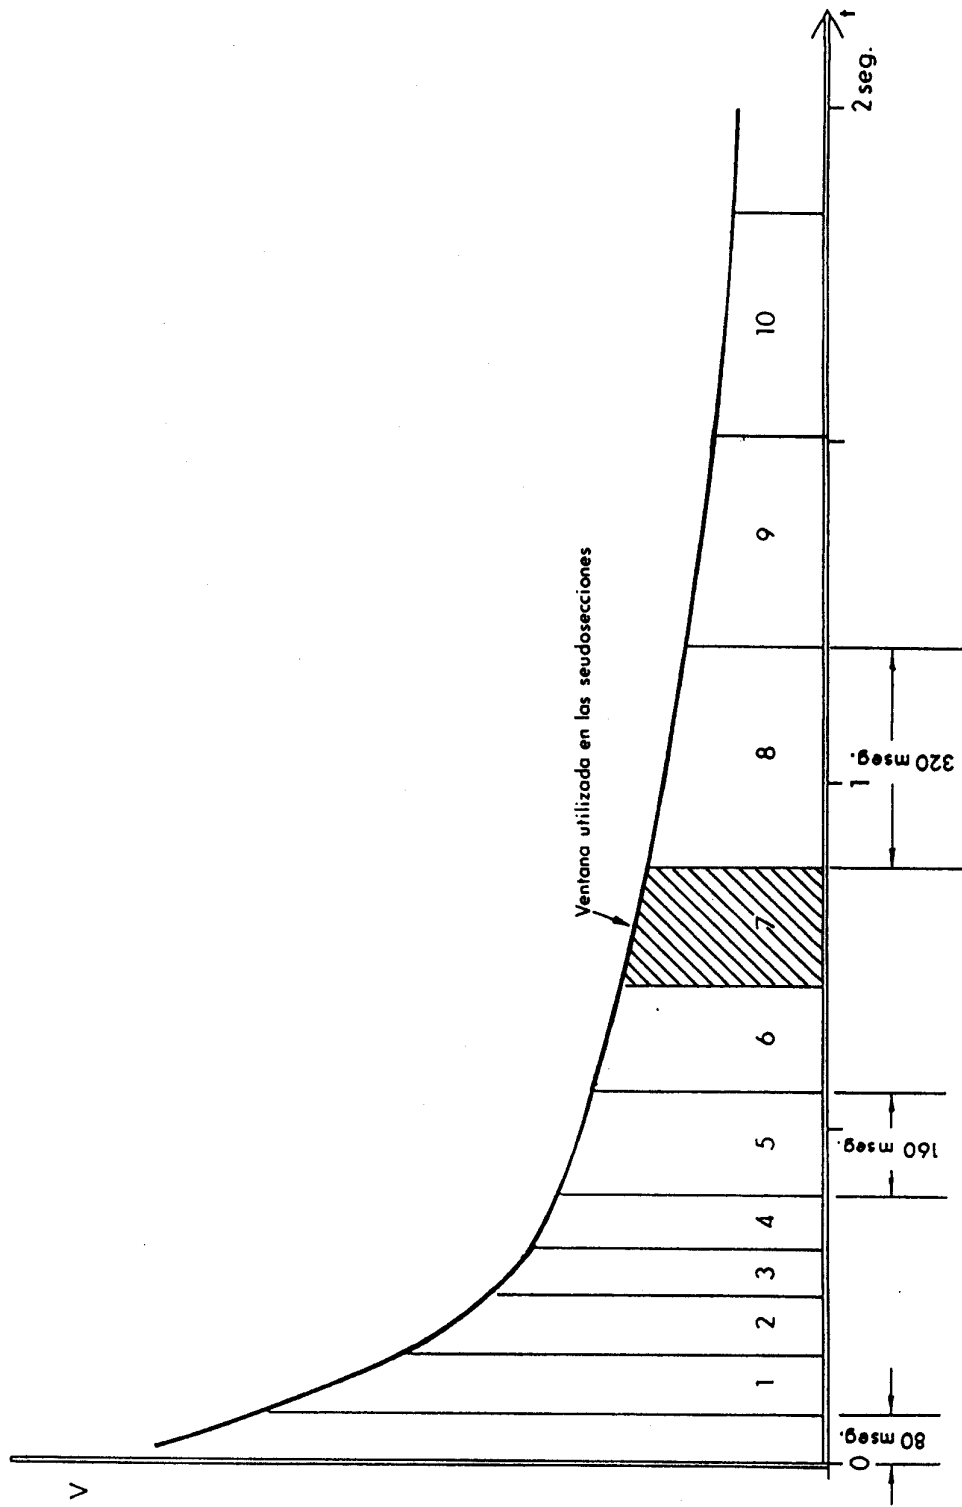 V
Ventana utilizada en las seudosecciones
1
2
3
4
5
6
7
8
9
10
0
1
2 seg.
t
80 mseg.
160 mseg.
320 mseg.